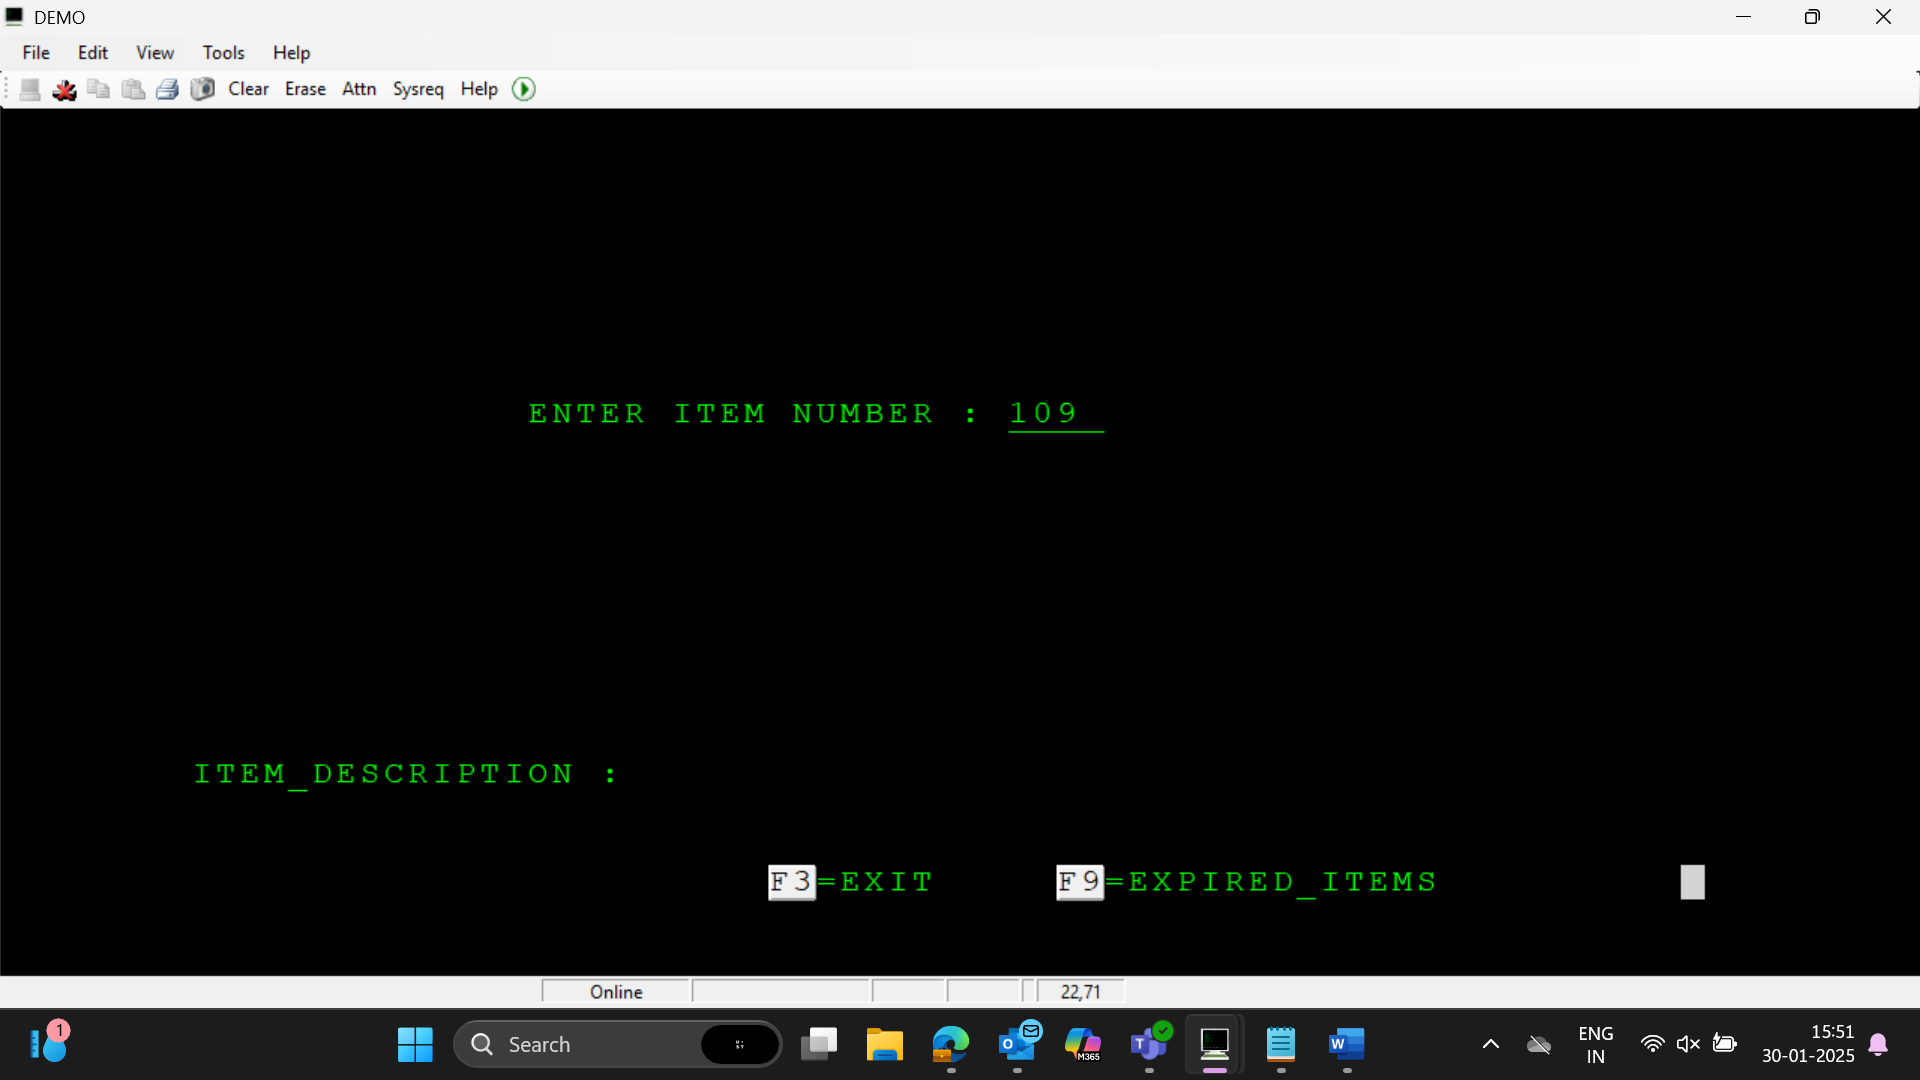 DEMO
File Edit View Tools Help
Clear Erase Attn Sysreq Help
ENTER ITEM NUMBER : 109
ITEM_DESCRIPTION :
F3=EXIT F9=EXPIRED_ITEMS
Online 22,71
1 Search M365 ENG 15:51
IN 30-01-2025